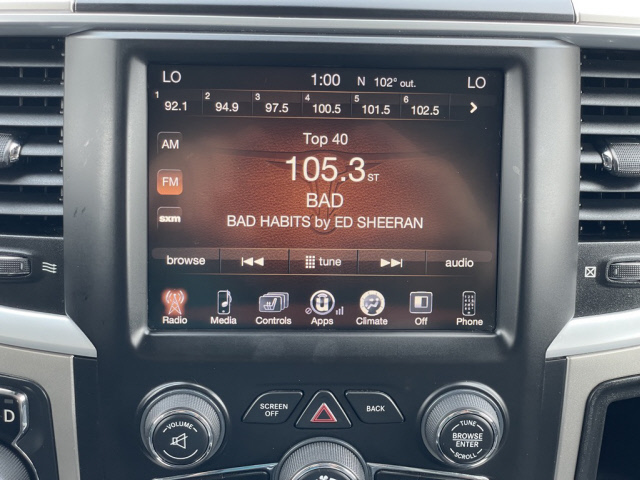 LO 1:00 N 102° out. LO
1 92.1 2 94.9 3 97.5 4 100.5 5 101.5 6 102.5
AM
Top 40
105.3 ST
FM
BAD
sxm
BAD HABITS by ED SHEERAN
browse tune audio
Radio Media Controls Apps Climate Off Phone
D
VOLUME
SCREEN OFF
BACK
TUNE
BROWSE
ENTER
SCROLL